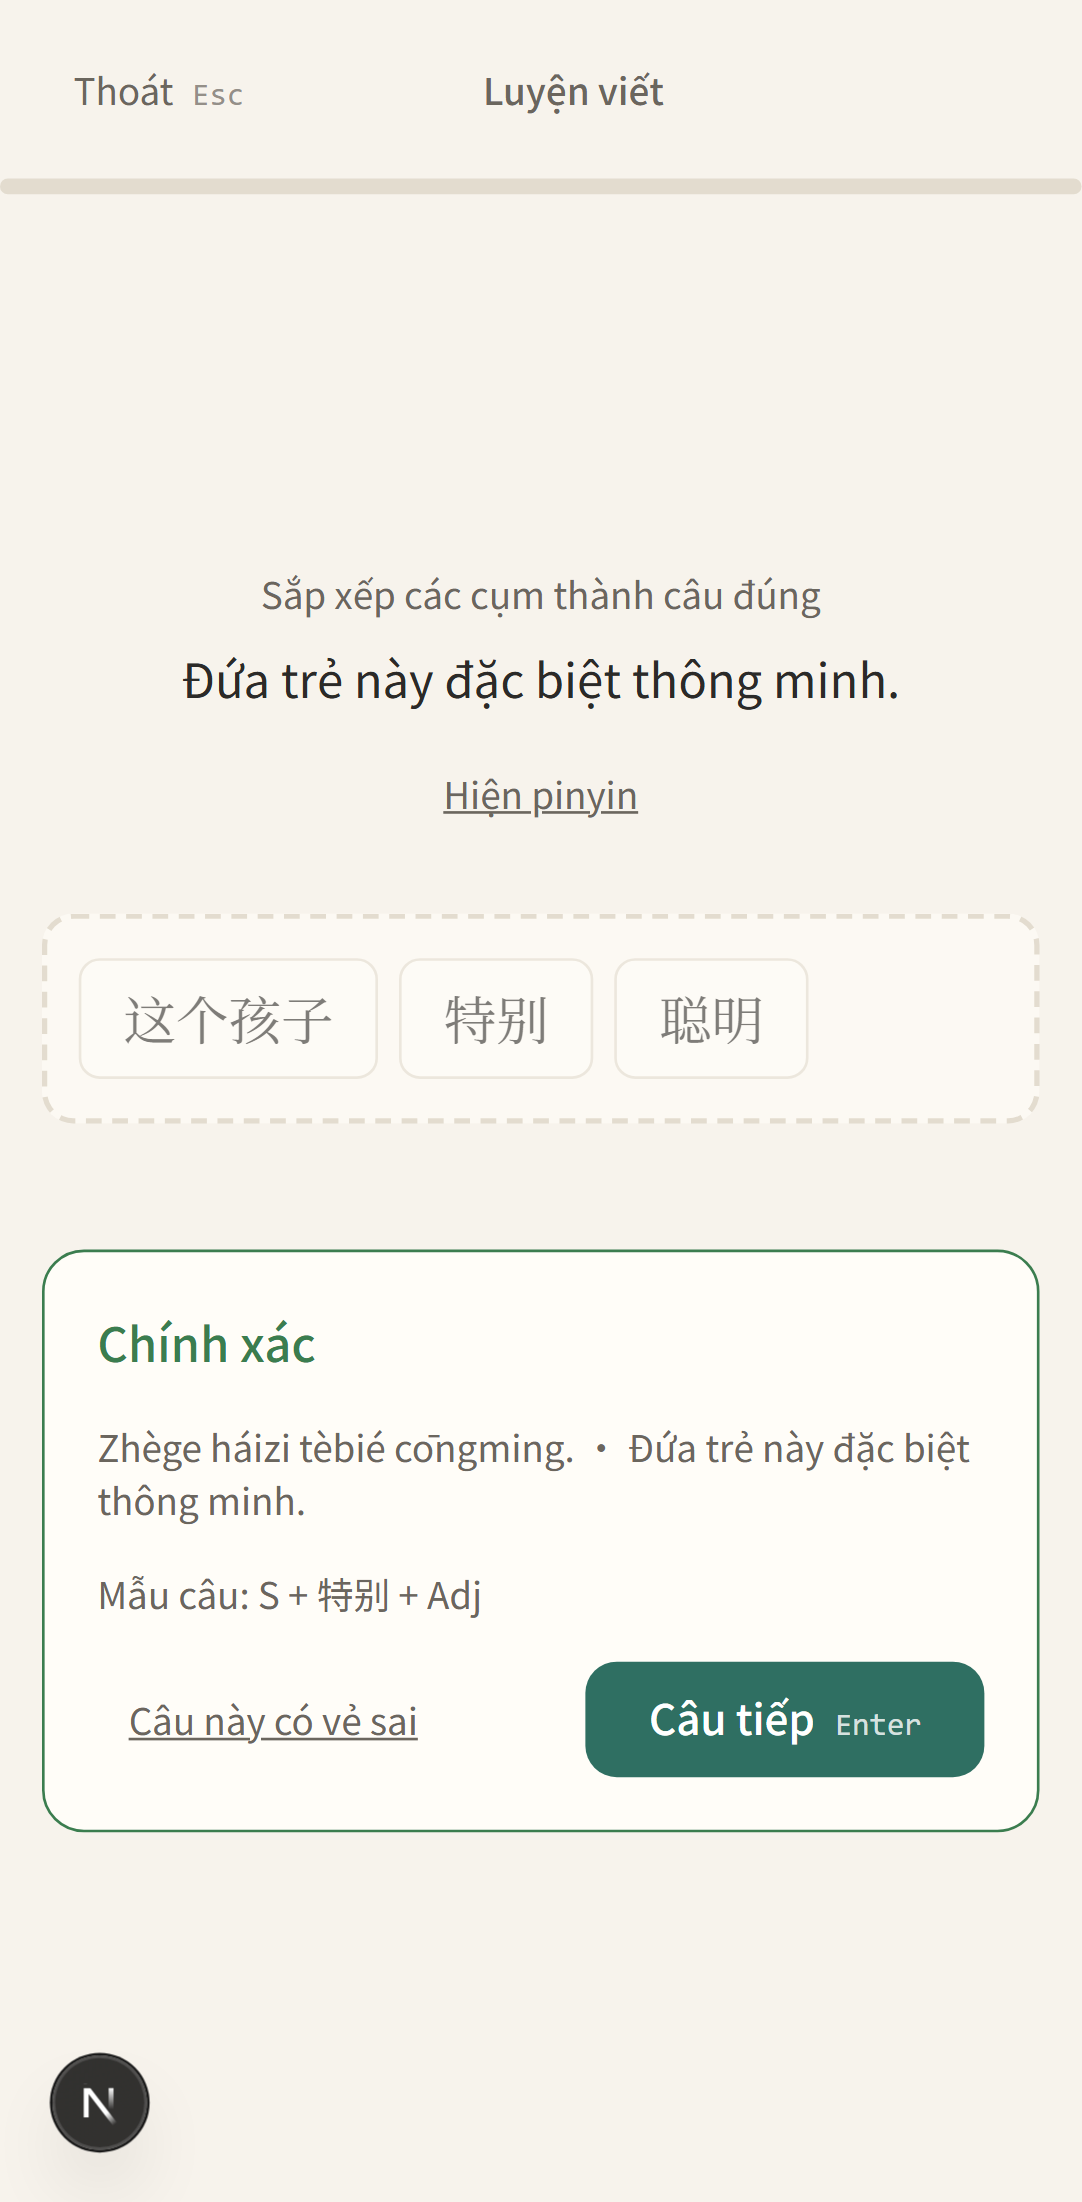 Thoát Esc
Luyện viết
Sắp xếp các cụm thành câu đúng
Đứa trẻ này đặc biệt thông minh.
Hiện pinyin
这个孩子 特别 聪明
Chính xác
Zhège háizi tèbié cōngming. • Đứa trẻ này đặc biệt
thông minh.
Mẫu câu: S + 特别 + Adj
Câu này có vẻ sai
Câu tiếp Enter
N